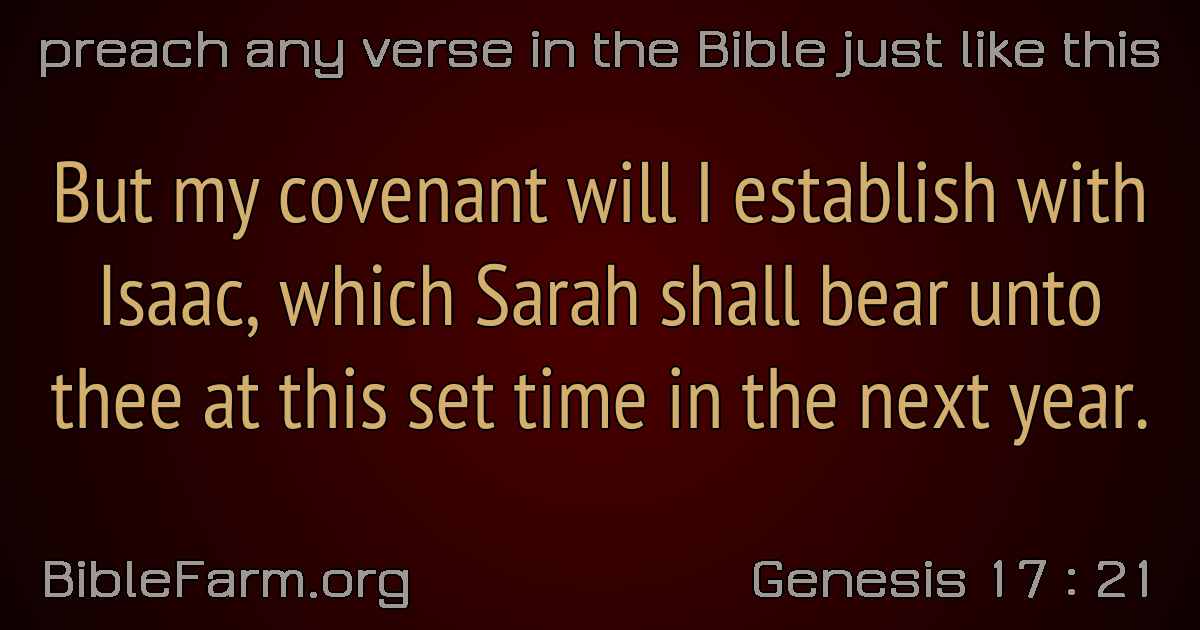 preach any verse in the Bible just like this
But my covenant will I establish with
Isaac, which Sarah shall bear unto
thee at this set time in the next year.
BibleFarm.org
Genesis 17 : 21